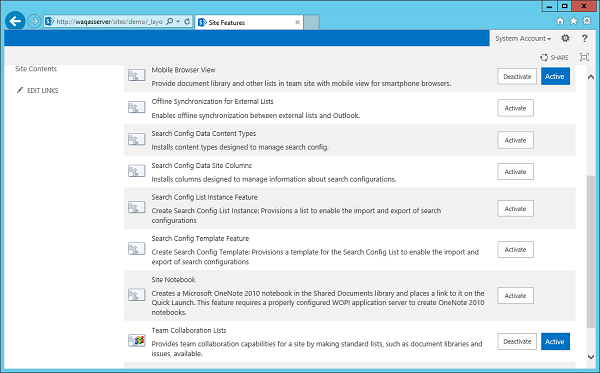 http://waqasserver/sites/demo/_layo
Site Features
System Account
SHARE
Site Contents
EDIT LINKS
Mobile Browser View
Provide document library and other lists in team site with mobile view for smartphone browsers.
Deactivate Active
Offline Synchronization for External Lists
Enables offline synchronization between external lists and Outlook.
Activate
Search Config Data Content Types
Installs content types designed to manage search config.
Activate
Search Config Data Site Columns
Installs columns designed to manage information about search configurations.
Activate
Search Config List Instance Feature
Create Search Config List Instance: Provisions a list to enable the import and export of search
configurations
Activate
Search Config Template Feature
Create Search Config Template: Provisions a template for the Search Config List to enable the import and
export of search configurations
Activate
Site Notebook
Creates a Microsoft OneNote 2010 notebook in the Shared Documents library and places a link to it on the
Quick Launch. This feature requires a properly configured WOPI application server to create OneNote 2010
notebooks.
Activate
Team Collaboration Lists
Provides team collaboration capabilities for a site by making standard lists, such as document libraries and
issues, available.
Deactivate Active